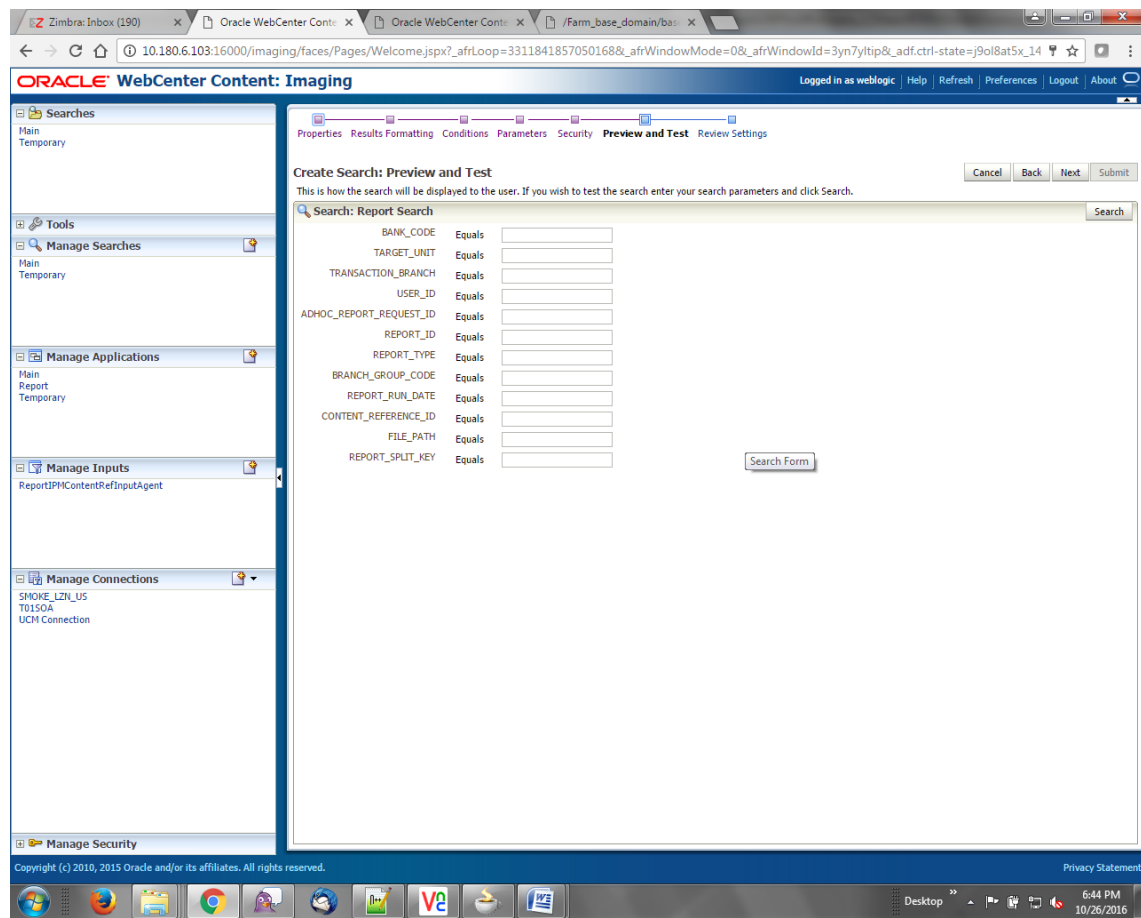 Zimbra: Inbox (190)
Oracle WebCenter Conte
Oracle WebCenter Conte
/Farm_base_domain/bas
10.180.6.103:16000/imaging/faces/Pages/Welcome.jspx?_afrLoop=3311841857050168&_afrWindowMode=0&_afrWindowId=3yn7yltip&_adf.ctrl-state=j9ol8at5x_14
ORACLE WebCenter Content: Imaging
Logged in as weblogic | Help | Refresh | Preferences | Logout | About
Searches
Main
Temporary
Tools
Manage Searches
Main
Temporary
Manage Applications
Main
Report
Temporary
Manage Inputs
ReportIPMContentRefInputAgent
Manage Connections
SMOKE_LZN_US
T01SOA
UCM Connection
Manage Security
Properties Results Formatting Conditions Parameters Security Preview and Test Review Settings
Create Search: Preview and Test
Cancel Back Next Submit
This is how the search will be displayed to the user. If you wish to test the search enter your search parameters and click Search.
Search: Report Search
Search
BANK_CODE Equals
TARGET_UNIT Equals
TRANSACTION_BRANCH Equals
USER_ID Equals
ADHOC_REPORT_REQUEST_ID Equals
REPORT_ID Equals
REPORT_TYPE Equals
BRANCH_GROUP_CODE Equals
REPORT_RUN_DATE Equals
CONTENT_REFERENCE_ID Equals
FILE_PATH Equals
REPORT_SPLIT_KEY Equals
Search Form
Copyright (c) 2010, 2015 Oracle and/or its affiliates. All rights reserved.
Privacy Statement
Desktop
6:44 PM
10/26/2016